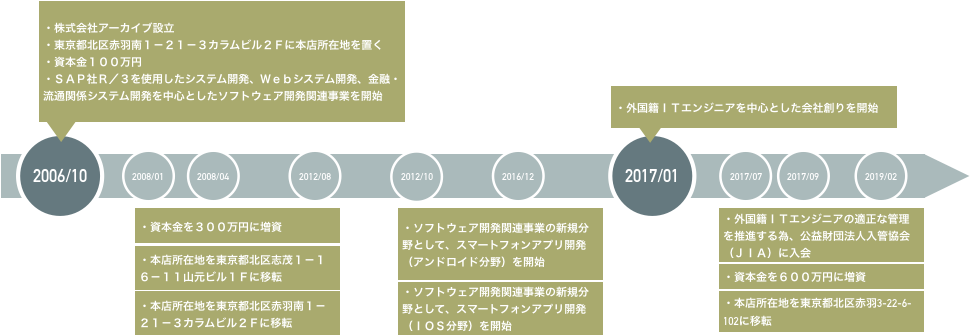 ・株式会社アーカイブ設立
・東京都北区赤羽南１－２１－３カラムビル２Ｆに本店所在地を置く
・資本金１００万円
・ＳＡＰ社Ｒ／３を使用したシステム開発、Ｗｅｂシステム開発、金融・
流通関係システム開発を中心としたソフトウェア開発関連事業を開始
・外国籍ＩＴエンジニアを中心とした会社創りを開始
2006/10
2008/01
2008/04
2012/08
2012/10
2016/12
2017/01
2017/07
2017/09
2019/02
・資本金を３００万円に増資
・本店所在地を東京都北区志茂１－１
６－１１山元ビル１Ｆに移転
・本店所在地を東京都北区赤羽南１－
２１－３カラムビル２Ｆに移転
・ソフトウェア開発関連事業の新規分
野として、スマートフォンアプリ開発
（アンドロイド分野）を開始
・ソフトウェア開発関連事業の新規分
野として、スマートフォンアプリ開発
（ＩＯＳ分野）を開始
・外国籍ＩＴエンジニアの適正な管理
を推進する為、公益財団法人入管協会
（ＪＩＡ）に入会
・資本金を６００万円に増資
・本店所在地を東京都北区赤羽3-22-6-
102に移転